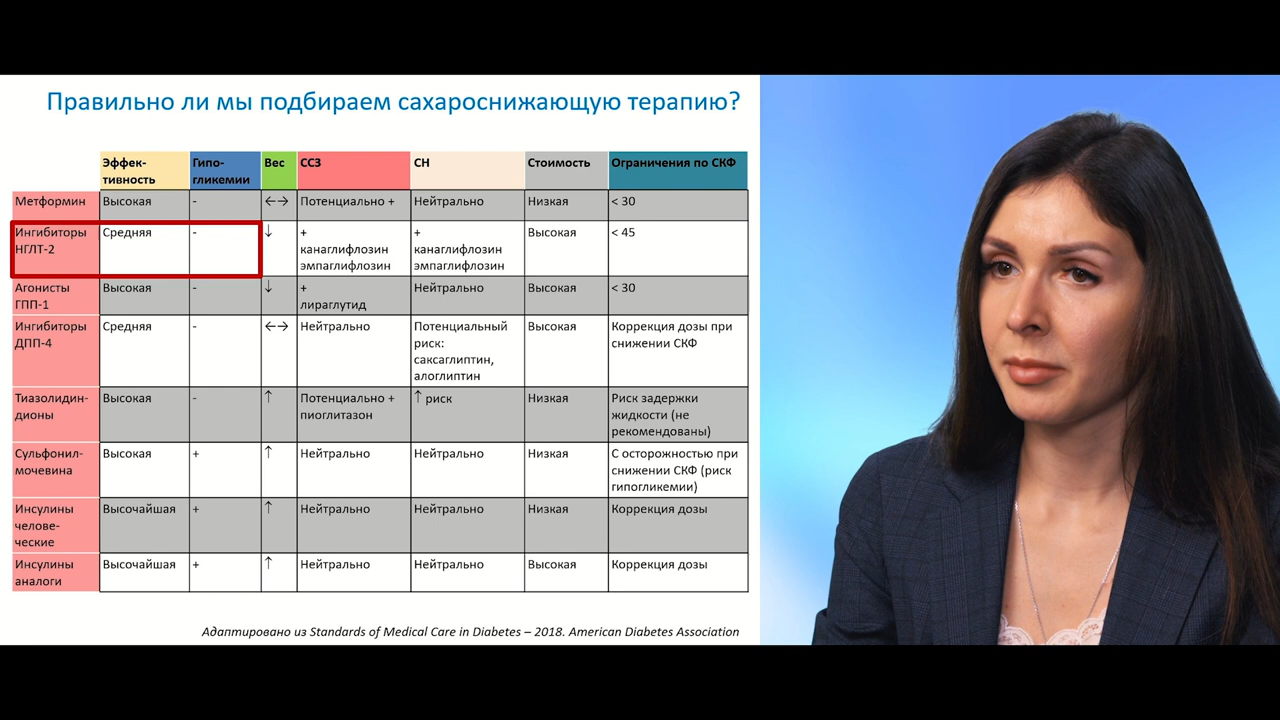 Правильно ли мы подбираем сахароснижающую терапию?
Эффек-
тивность
Гипо-
гликемии
Вес
ССЗ
СН
Стоимость
Ограничения по СКФ
Метформин
Высокая
-
←→
Потенциально +
Нейтрально
Низкая
< 30
Ингибиторы
НГЛТ-2
Средняя
-
↓
+
канаглифлозин
эмпаглифлозин
+
канаглифлозин
эмпаглифлозин
Высокая
< 45
Агонисты
ГПП-1
Высокая
-
↓
+
лираглутид
Нейтрально
Высокая
< 30
Ингибиторы
ДПП-4
Средняя
-
←→
Нейтрально
Потенциальный
риск:
саксаглиптин,
алоглиптин
Высокая
Коррекция дозы при
снижении СКФ
Тиазолидин-
дионы
Высокая
-
↑
Потенциально +
пиоглитазон
↑ риск
Низкая
Риск задержки
жидкости (не
рекомендованы)
Сульфонил-
мочевина
Высокая
+
↑
Нейтрально
Нейтрально
Низкая
С осторожностью при
снижении СКФ (риск
гипогликемии)
Инсулины
челове-
ческие
Высочайшая
+
↑
Нейтрально
Нейтрально
Низкая
Коррекция дозы
Инсулины
аналоги
Высочайшая
+
↑
Нейтрально
Нейтрально
Высокая
Коррекция дозы
Адаптировано из Standards of Medical Care in Diabetes – 2018. American Diabetes Association